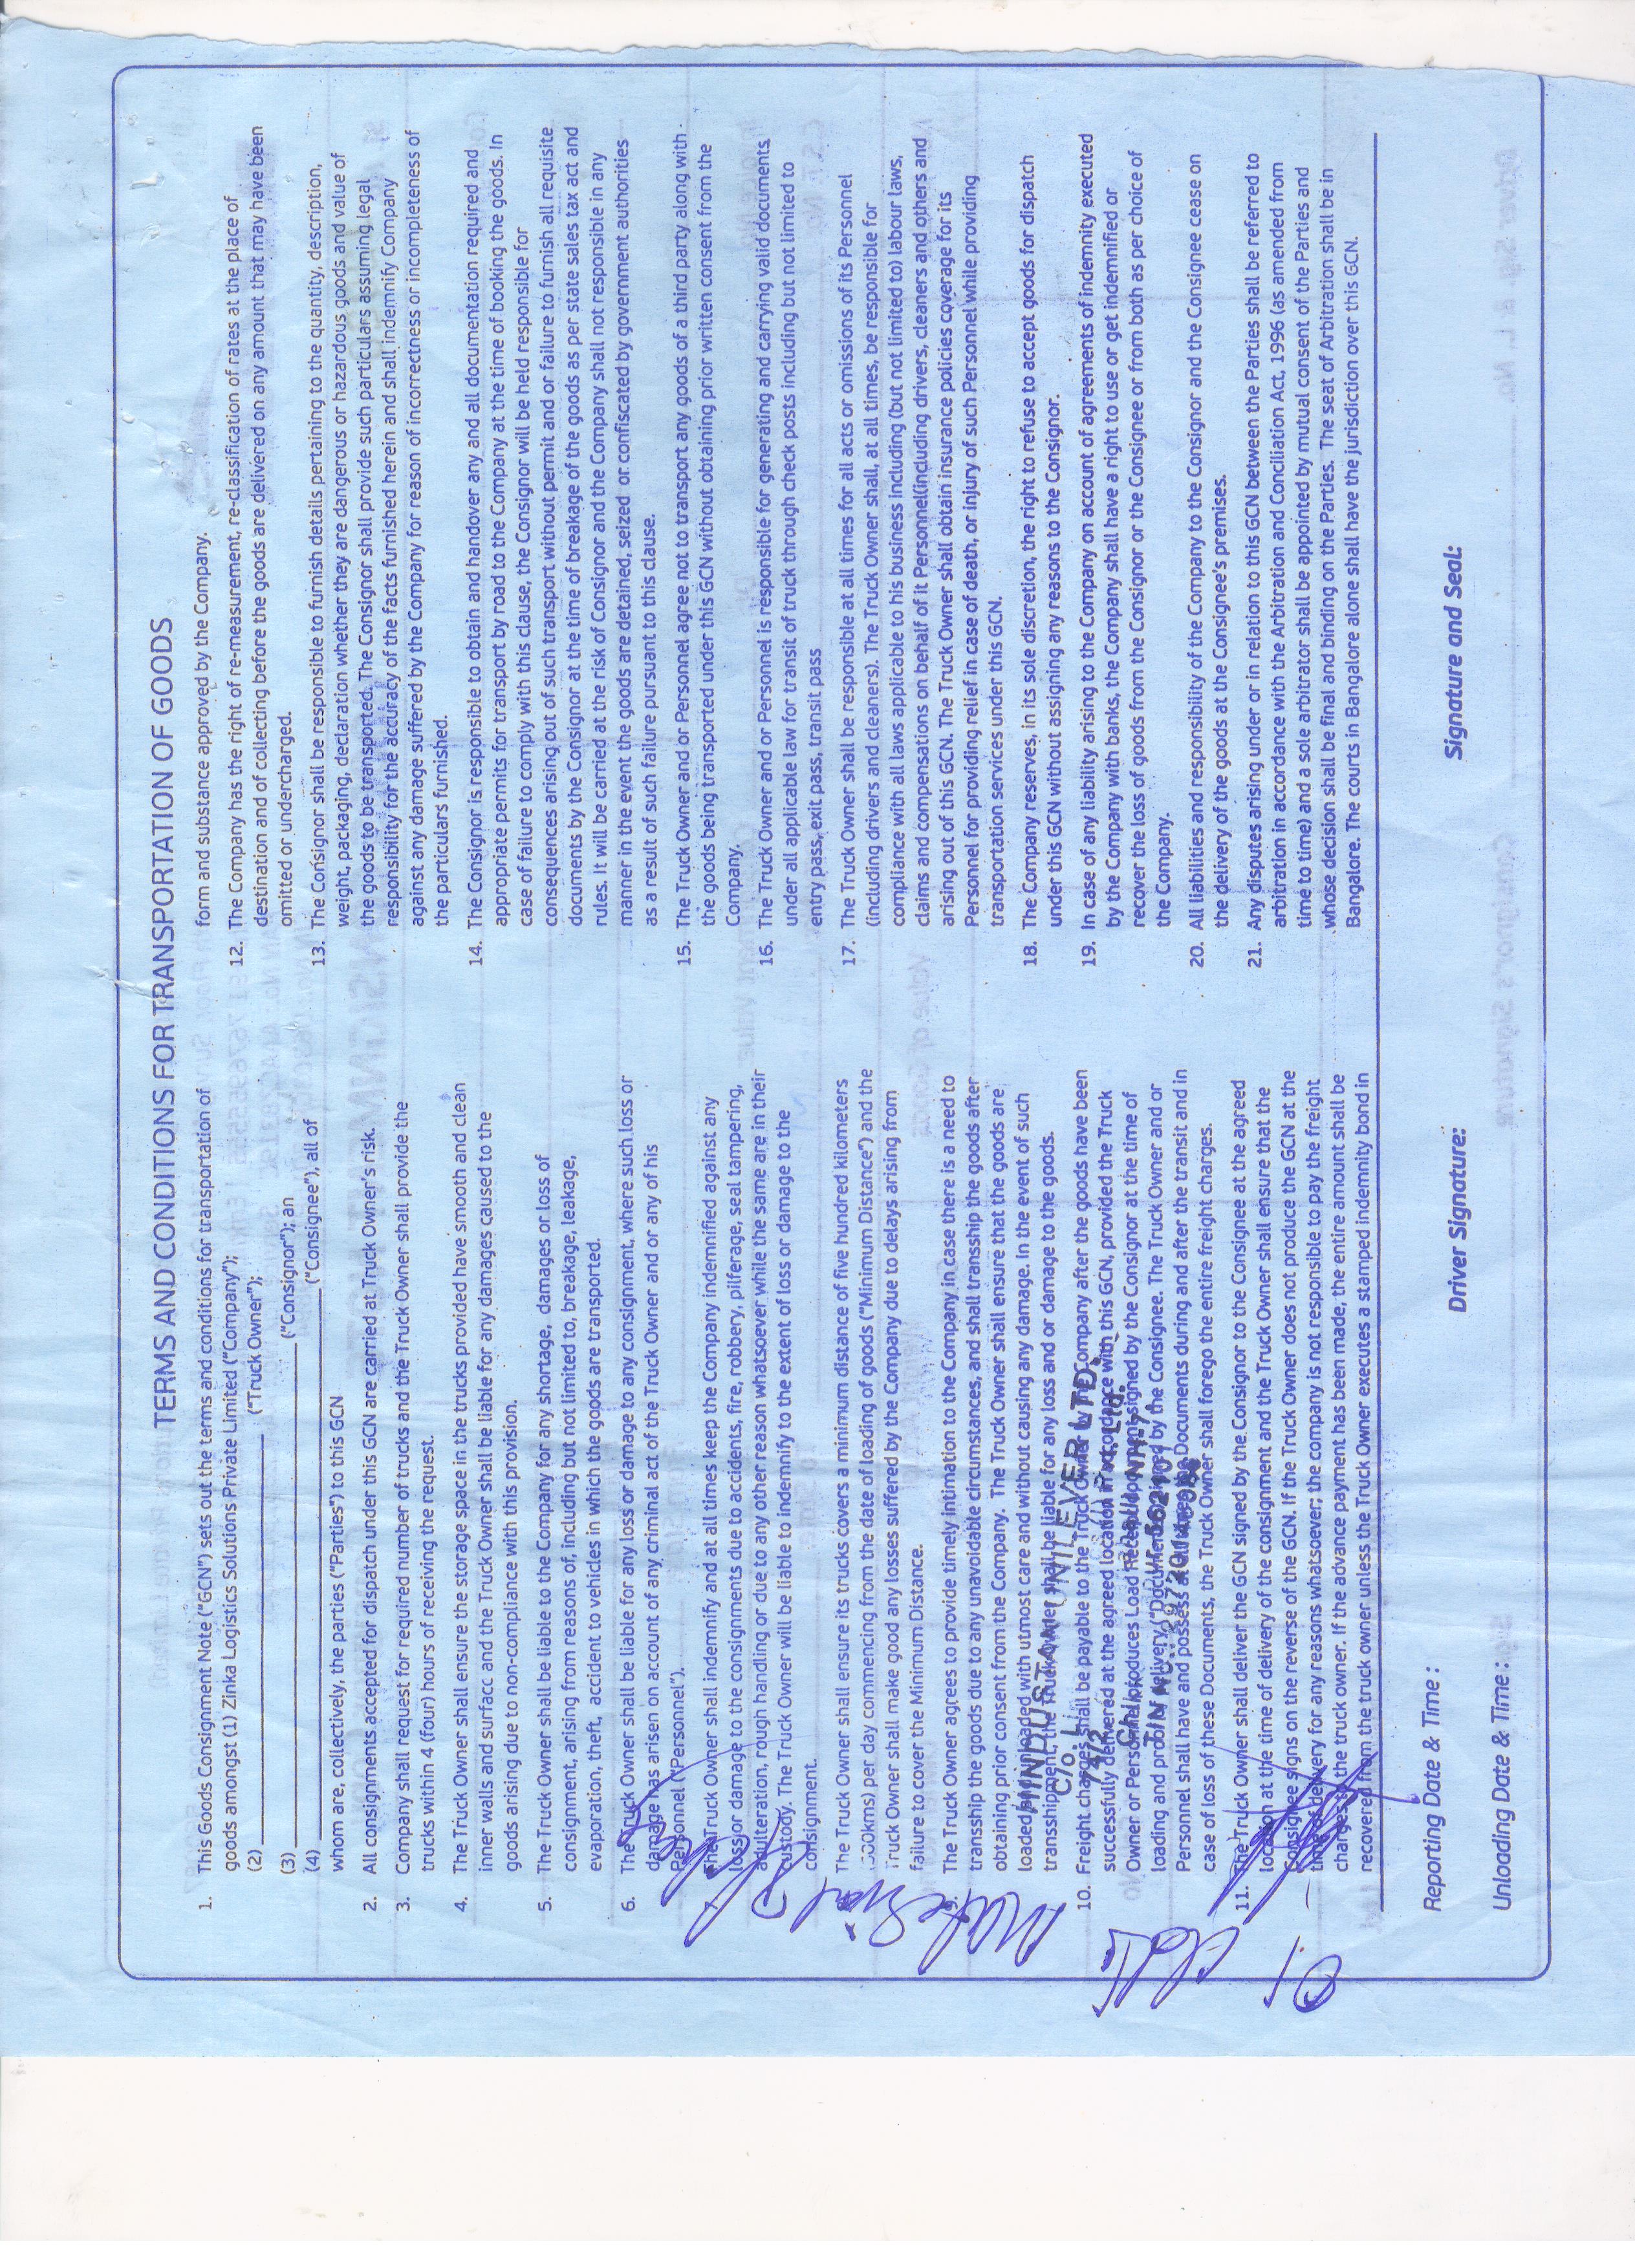 TERMS AND CONDITIONS FOR TRANSPORTATION OF GOODS
1. This Goods Consignment Note ("GCN") sets out the terms and conditions for transportation of
goods amongst (1) Zinka Logistics Solutions Private Limited ("Company");
(2) ("Truck Owner");
(3) ("Consignor"); an
(4) ("Consignee"), all of
whom are, collectively, the parties ("Parties") to this GCN
2. All consignments accepted for dispatch under this GCN are carried at Truck Owner's risk.
3. Company shall request for required number of trucks and the Truck Owner shall provide the
trucks within 4 (four) hours of receiving the request.
4. The Truck Owner shall ensure the storage space in the trucks provided have smooth and clean
inner walls and surface and the Truck Owner shall be liable for any damages caused to the
goods arising due to non-compliance with this provision.
5. The Truck Owner shall be liable to the Company for any shortage, damages or loss of
consignment, arising from reasons of, including but not limited to, breakage, leakage,
evaporation, theft, accident to vehicles in which the goods are transported.
6. The Truck Owner shall be liable for any loss or damage to any consignment, where such loss or
damage has arisen on account of any criminal act of the Truck Owner and or any of his
Personnel ("Personnel").
7. The Truck Owner shall indemnify and at all times keep the Company indemnified against any
loss or damage to the consignments due to accidents, fire, robbery, pilferage, seal tampering,
adulteration, rough handling or due to any other reason whatsoever while the same are in their
custody. The Truck Owner will be liable to indemnify to the extent of loss or damage to the
consignment.
The Truck Owner shall ensure its trucks covers a minimum distance of five hundred kilometers
per day commencing from the date of loading of goods ("Minimum Distance") and the
Truck Owner shall make good any losses suffered by the Company due to delays arising from
failure to cover the Minimum Distance.
9. The Truck Owner agrees to provide timely intimation to the Company in case there is a need to
transship the goods due to any unavoidable circumstances, and shall transship the goods after
obtaining prior consent from the Company. The Truck Owner shall ensure that the goods are
loaded with utmost care and without causing any damage. In the event of such
transshipment, the Truck Owner shall be liable for any loss and or damage to the goods.
10. Freight charges shall be payable to the Truck Owner by the Company after the goods have been
successfully delivered at the agreed location in accordance with this GCN, provided the Truck
Owner or Personnel produces Load Receipt signed by the Consignor at the time of
loading and proof of delivery ("Documents") signed by the Consignee. The Truck Owner and or
Personnel shall have and possess Documents during and after the transit and in
case of loss of these Documents, the Truck Owner shall forego the entire freight charges.
11. The Truck Owner shall deliver the GCN signed by the Consignor to the Consignee at the agreed
location at the time of delivery of the consignment and the Truck Owner shall ensure that the
Consignee signs on the reverse of the GCN. If the Truck Owner does not produce the GCN at the
time of delivery for any reasons whatsoever; the company is not responsible to pay the freight
charges to the truck owner. If the advance payment has been made, the entire amount shall be
recovered from the truck owner unless the Truck Owner executes a stamped indemnity bond in
form and substance approved by the Company.
12. The Company has the right of re-measurement, re-classification of rates at the place of
destination and of collecting before the goods are delivered on any amount that may have been
omitted or undercharged.
13. The Consignor shall be responsible to furnish details pertaining to the quantity, description,
weight, packaging, declaration whether they are dangerous or hazardous goods and value of
the goods to be transported. The Consignor shall provide such particulars assuming legal
responsibility for the accuracy of the facts furnished herein and shall indemnify Company
against any damage suffered by the Company for reason of incorrectness or incompleteness of
the particulars furnished.
14. The Consignor is responsible to obtain and handover any and all documentation required and
appropriate permits for transport by road to the Company at the time of booking the goods. In
case of failure to comply with this clause, the Consignor will be held responsible for
consequences arising out of such transport without permit and or failure to furnish all requisite
documents by the Consignor at the time of breakage of the goods as per state sales tax act and
rules. It will be carried at the risk of Consignor and the Company shall not responsible in any
manner in the event the goods are detained, seized or confiscated by government authorities
as a result of such failure pursuant to this clause.
15. The Truck Owner and or Personnel agree not to transport any goods of a third party along with
the goods being transported under this GCN without obtaining prior written consent from the
Company.
16. The Truck Owner and or Personnel is responsible for generating and carrying valid documents
under all applicable law for transit of truck through check posts including but not limited to
entry pass, exit pass, transit pass
17. The Truck Owner shall be responsible at all times for all acts or omissions of its Personnel
(including drivers and cleaners). The Truck Owner shall, at all times, be responsible for
compliance with all laws applicable to his business including (but not limited to) labour laws,
claims and compensations on behalf of it Personnel(including drivers, cleaners and others and
arising out of this GCN. The Truck Owner shall obtain insurance policies coverage for its
Personnel for providing relief in case of death, or injury of such Personnel while providing
transportation services under this GCN.
18. The Company reserves, in its sole discretion, the right to refuse to accept goods for dispatch
under this GCN without assigning any reasons to the Consignor.
19. In case of any liability arising to the Company on account of agreements of indemnity executed
by the Company with banks, the Company shall have a right to use or get indemnified or
recover the loss of goods from the Consignor or the Consignee or from both as per choice of
the Company.
20. All liabilities and responsibility of the Company to the Consignor and the Consignee cease on
the delivery of the goods at the Consignee's premises.
21. Any disputes arising under or in relation to this GCN between the Parties shall be referred to
arbitration in accordance with the Arbitration and Conciliation Act, 1996 (as amended from
time to time) and a sole arbitrator shall be appointed by mutual consent of the Parties and
whose decision shall be final and binding on the Parties. The seat of Arbitration shall be in
Bangalore. The courts in Bangalore alone shall have the jurisdiction over this GCN.
HINDUSTAN UNILEVER LTD.
Reporting Date & Time :
Driver Signature:
Signature and Seal:
Unloading Date & Time :